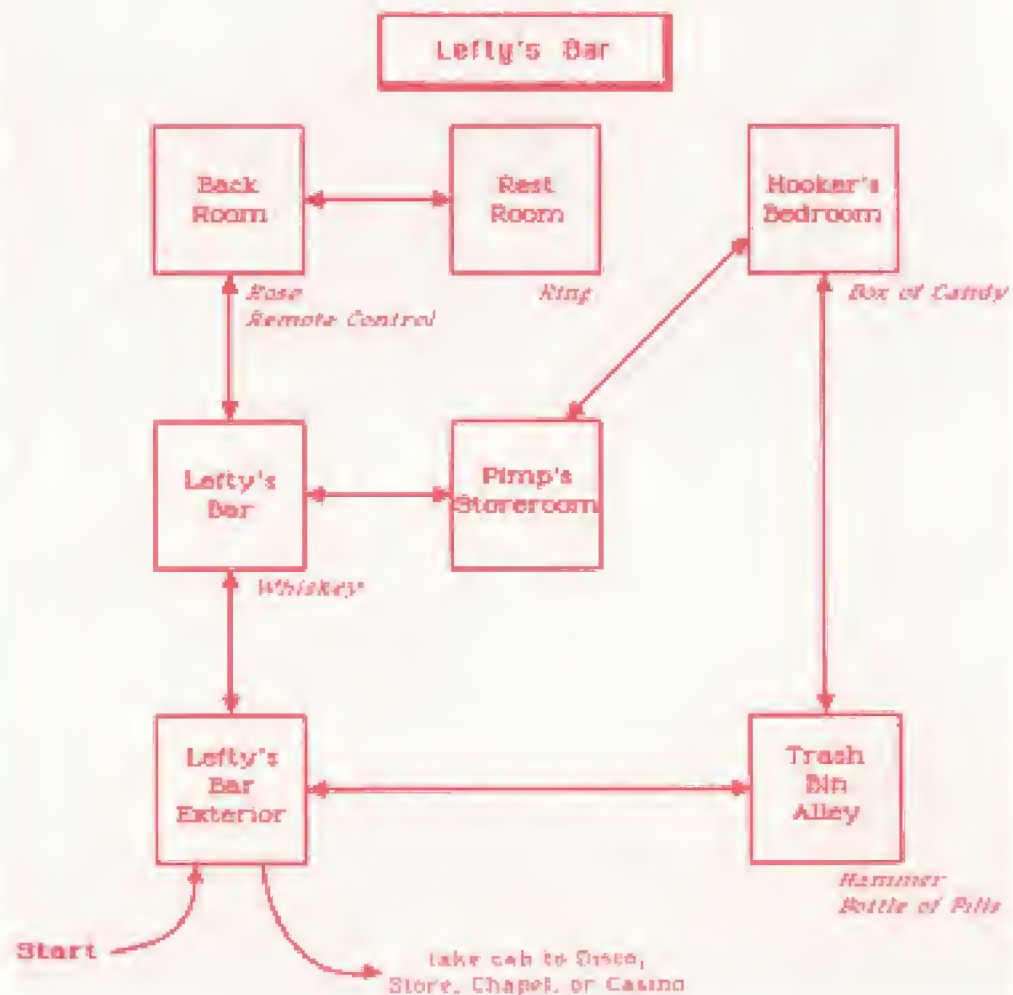 Lefty's Bar
Back
Room
Rest
Room
Hooker's
Bedroom
Rose
Remote Control
Ring
Box of Candy
Lefty's
Bar
Pimp's
Storeroom
Whiskey
Lefty's
Bar
Exterior
Trash
Bin
Alley
Hammer
Bottle of Pills
Start
take cab to Disco,
Store, Chapel, or Casino